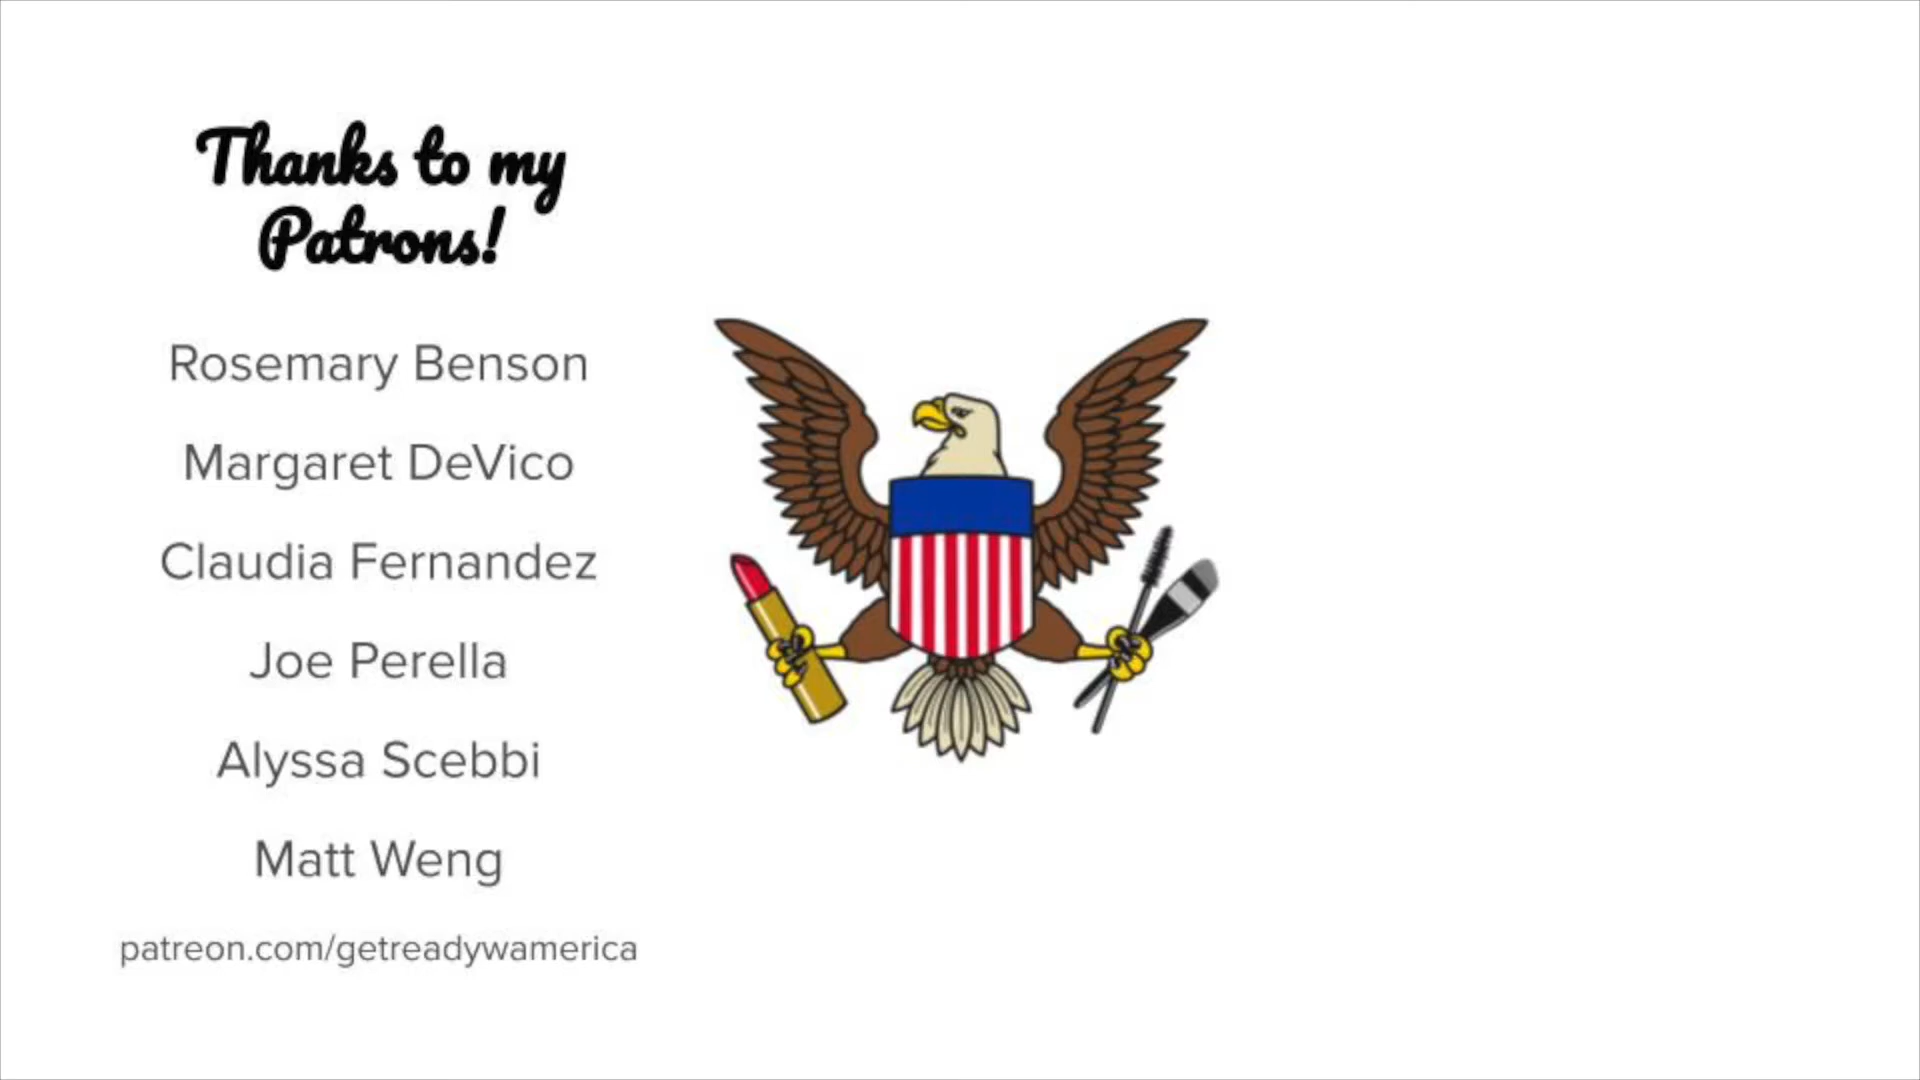 Thanks to my
Patrons!
Rosemary Benson
Margaret DeVico
Claudia Fernandez
Joe Perella
Alyssa Scebbi
Matt Weng
patreon.com/getreadywamerica